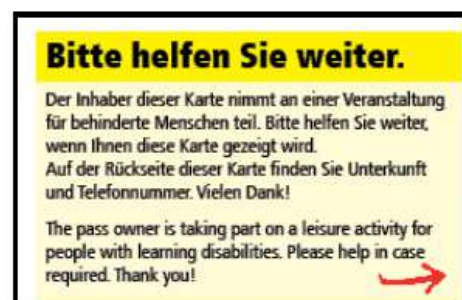 Bitte helfen Sie weiter.
Der Inhaber dieser Karte nimmt an einer Veranstaltung
für behinderte Menschen teil. Bitte helfen Sie weiter,
wenn Ihnen diese Karte gezeigt wird.
Auf der Rückseite dieser Karte finden Sie Unterkunft
und Telefonnummer. Vielen Dank!
The pass owner is taking part on a leisure activity for
people with learning disabilities. Please help in case
required. Thank you!